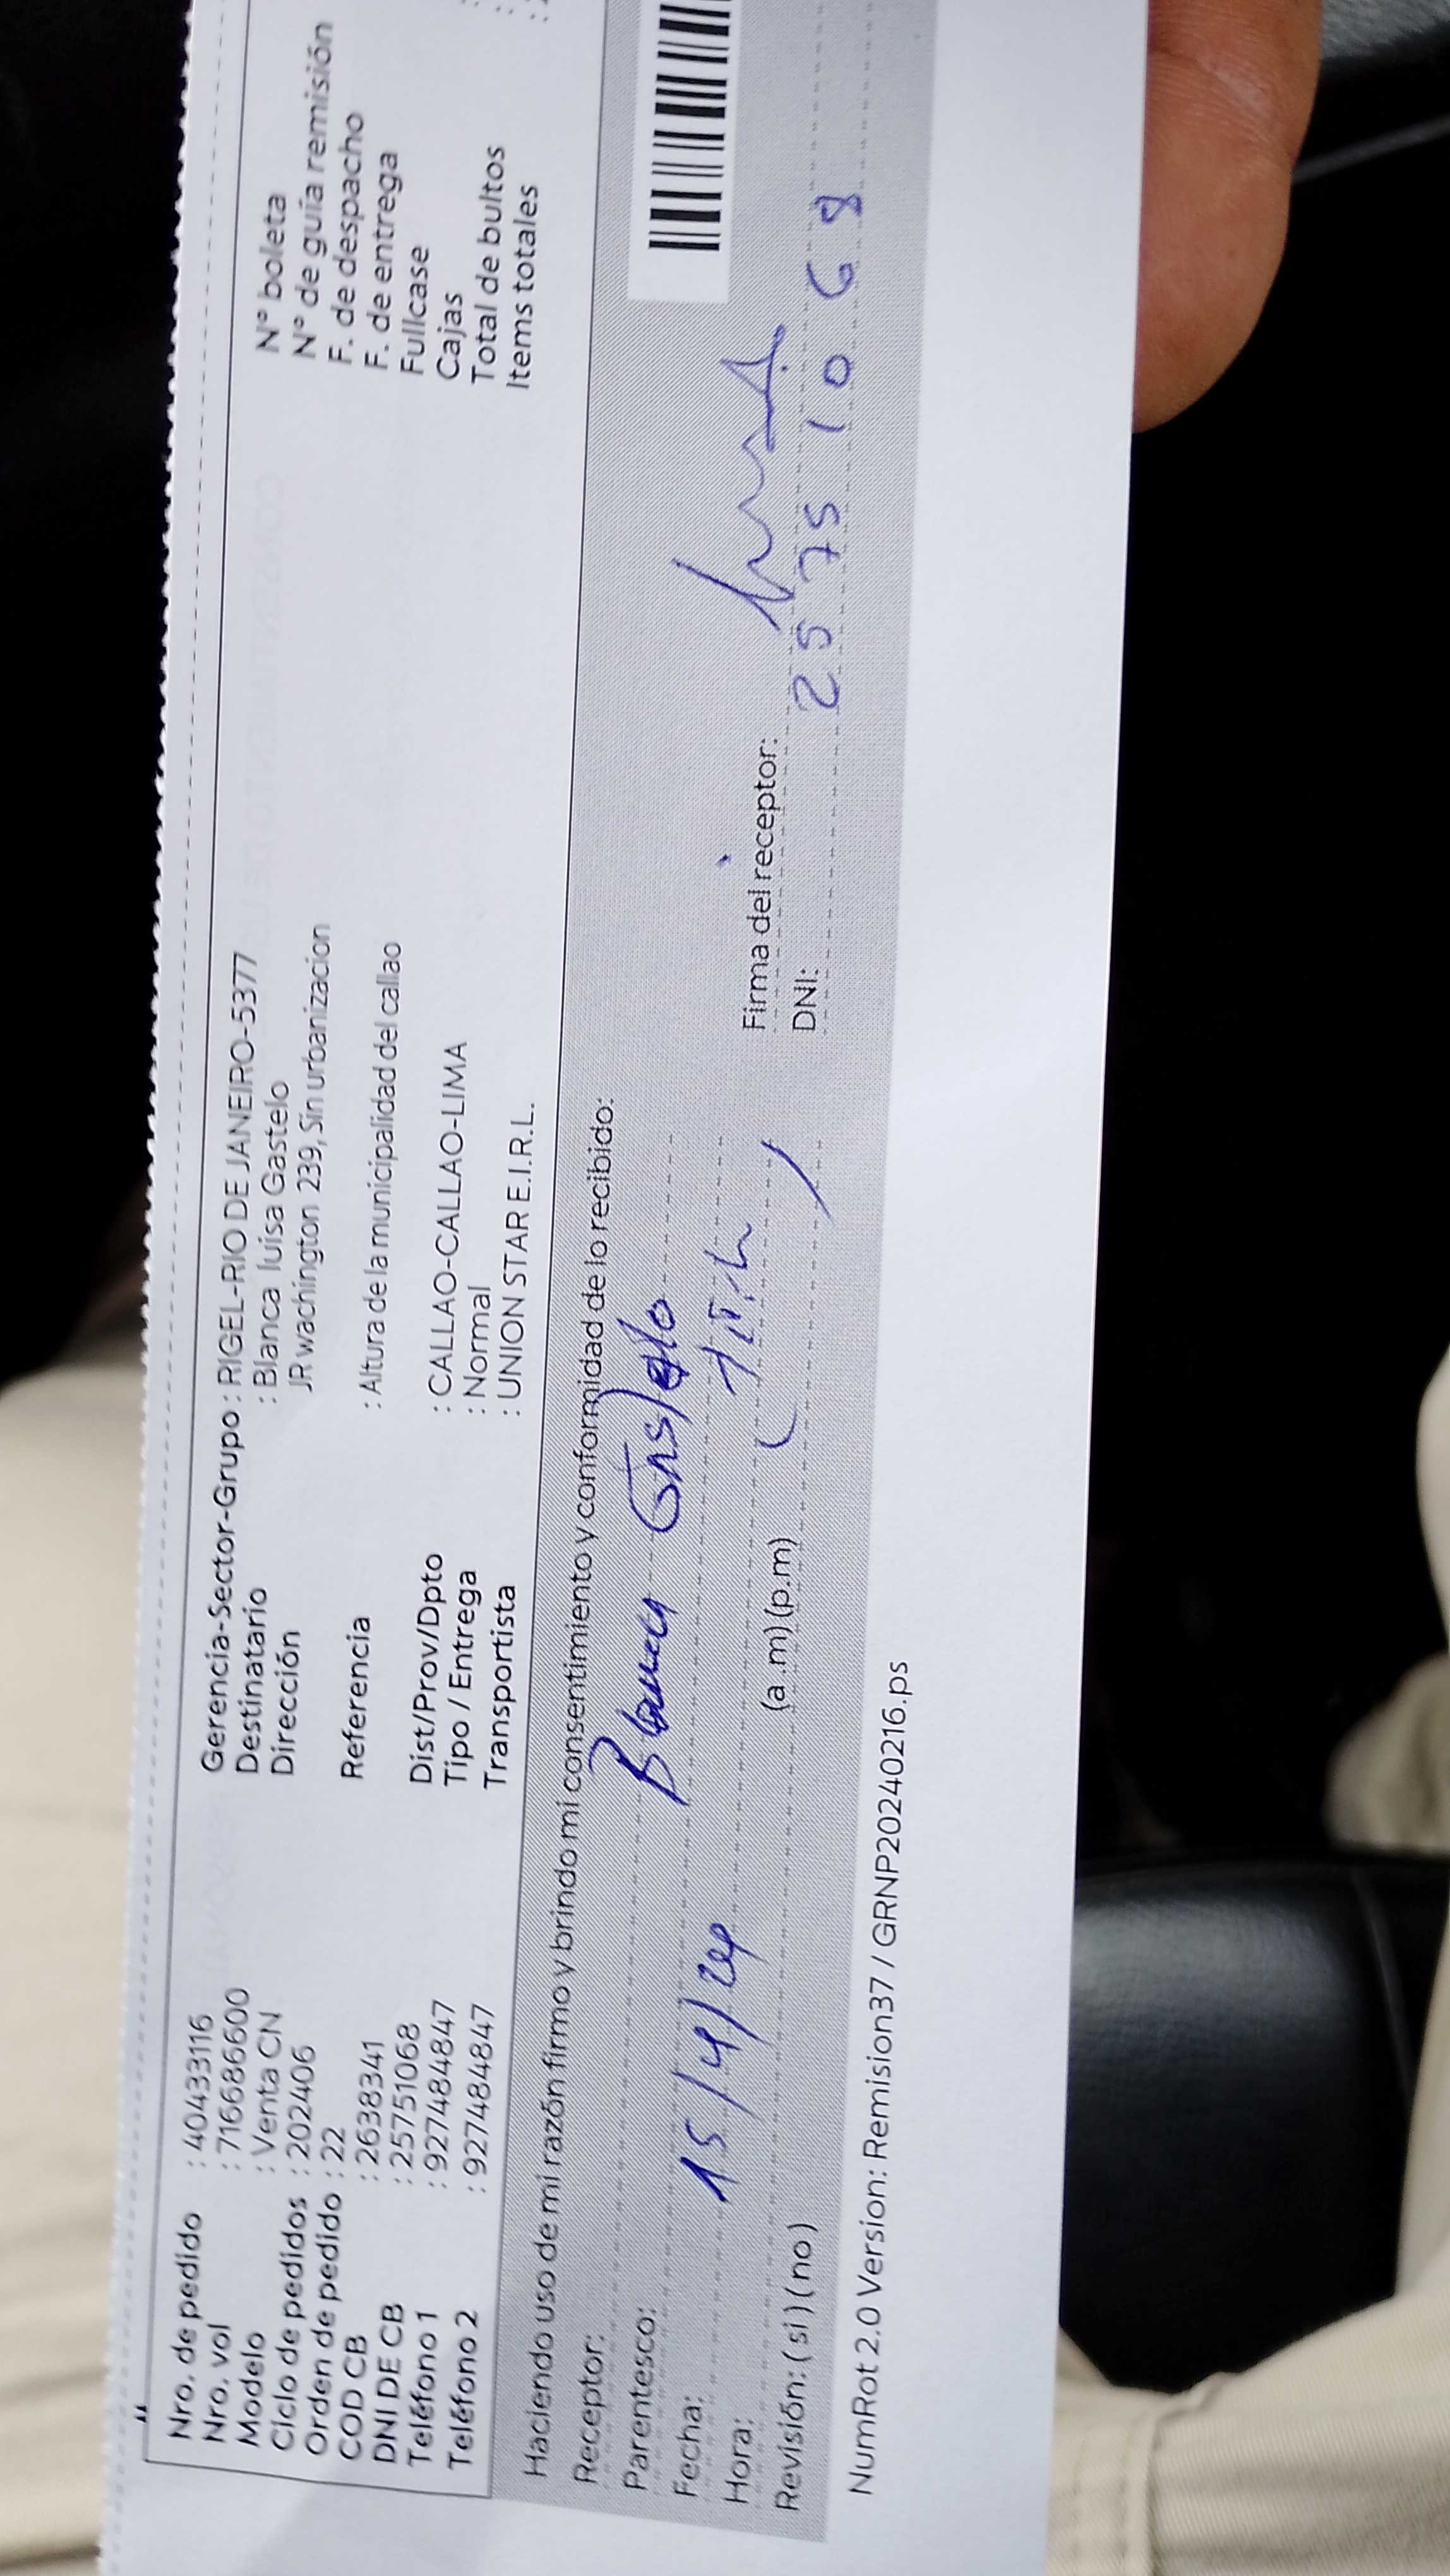 Nro. de pedido : 40433116
Nro. vol : 716686600
Modelo : Venta CN
Ciclo de pedidos : 202406
Orden de pedido : 22
COD CB : 2638341
DNI DE CB : 25751068
Teléfono 1 : 927484847
Teléfono 2 : 927484847
Gerencia-Sector-Grupo : RIGEL-RIO DE JANEIRO-5377
Destinatario : Blanca luisa Gastelo
Dirección JR wachington 239, Sin urbanizacion
Referencia : Altura de la municipalidad del callao
Dist/Prov/Dpto : CALLAO-CALLAO-LIMA
Tipo / Entrega : Normal
Transportista : UNION STAR E.I.R.L.
N° boleta
N° de guía remisión
F. de despacho
F. de entrega
Fullcase
Cajas
Total de bultos
Items totales
Haciendo uso de mi razón firmo y brindo mi consentimiento y conformidad de lo recibido:
Receptor: Blanca Gastelo
Parentesco:
Fecha: 15/4/24
Hora: (a.m) (p.m)
Revisión: ( si ) ( no )
Firma del receptor:
DNI: 25751068
NumRot 2.0 Version: Remision37 / GRNP20240216.ps